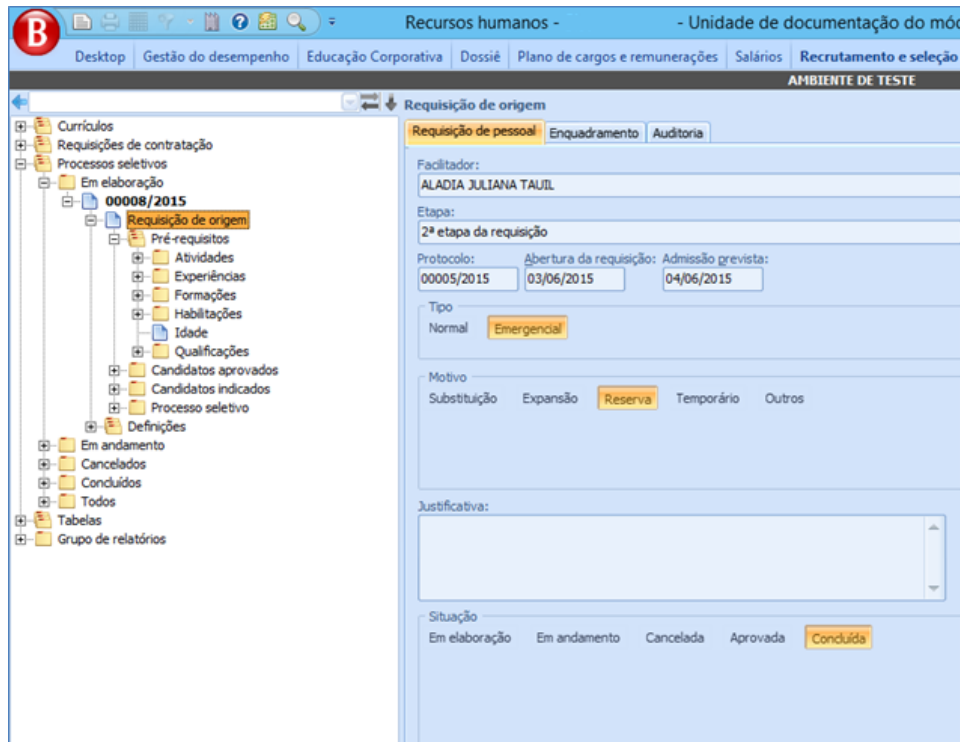 B
Recursos humanos - - Unidade de documentação do mód
Desktop Gestão do desempenho Educação Corporativa Dossiê Plano de cargos e remunerações Salários Recrutamento e seleção
AMBIENTE DE TESTE
Currículos
Requisições de contratação
Processos seletivos
Em elaboração
00008/2015
Requisição de origem
Pré-requisitos
Atividades
Experiências
Formações
Habilitações
Idade
Qualificações
Candidatos aprovados
Candidatos indicados
Processo seletivo
Definições
Em andamento
Cancelados
Concluídos
Todos
Tabelas
Grupo de relatórios
Requisição de origem
Requisição de pessoal Enquadramento Auditoria
Facilitador:
ALADIA JULIANA TAUIL
Etapa:
2ª etapa da requisição
Protocolo: Abertura da requisição: Admissão prevista:
00005/2015 03/06/2015 04/06/2015
Tipo
Normal Emergencial
Motivo
Substituição Expansão Reserva Temporário Outros
Justificativa:
Situação
Em elaboração Em andamento Cancelada Aprovada Concluída